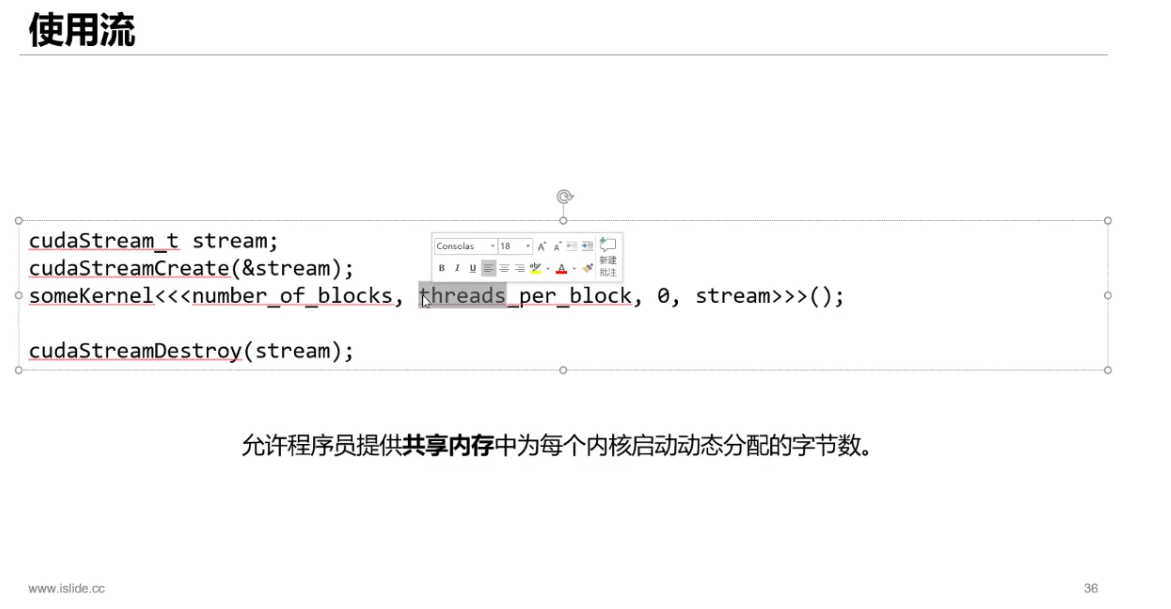 使用流
cudaStream_t stream;
cudaStreamCreate(&stream);
someKernel<<<number_of_blocks, threads_per_block, 0, stream>>>();
cudaStreamDestroy(stream);
Consolas 18 A A
B I U A
新建
批注
允许程序员提供共享内存中为每个内核启动动态分配的字节数。
www.islide.cc
36